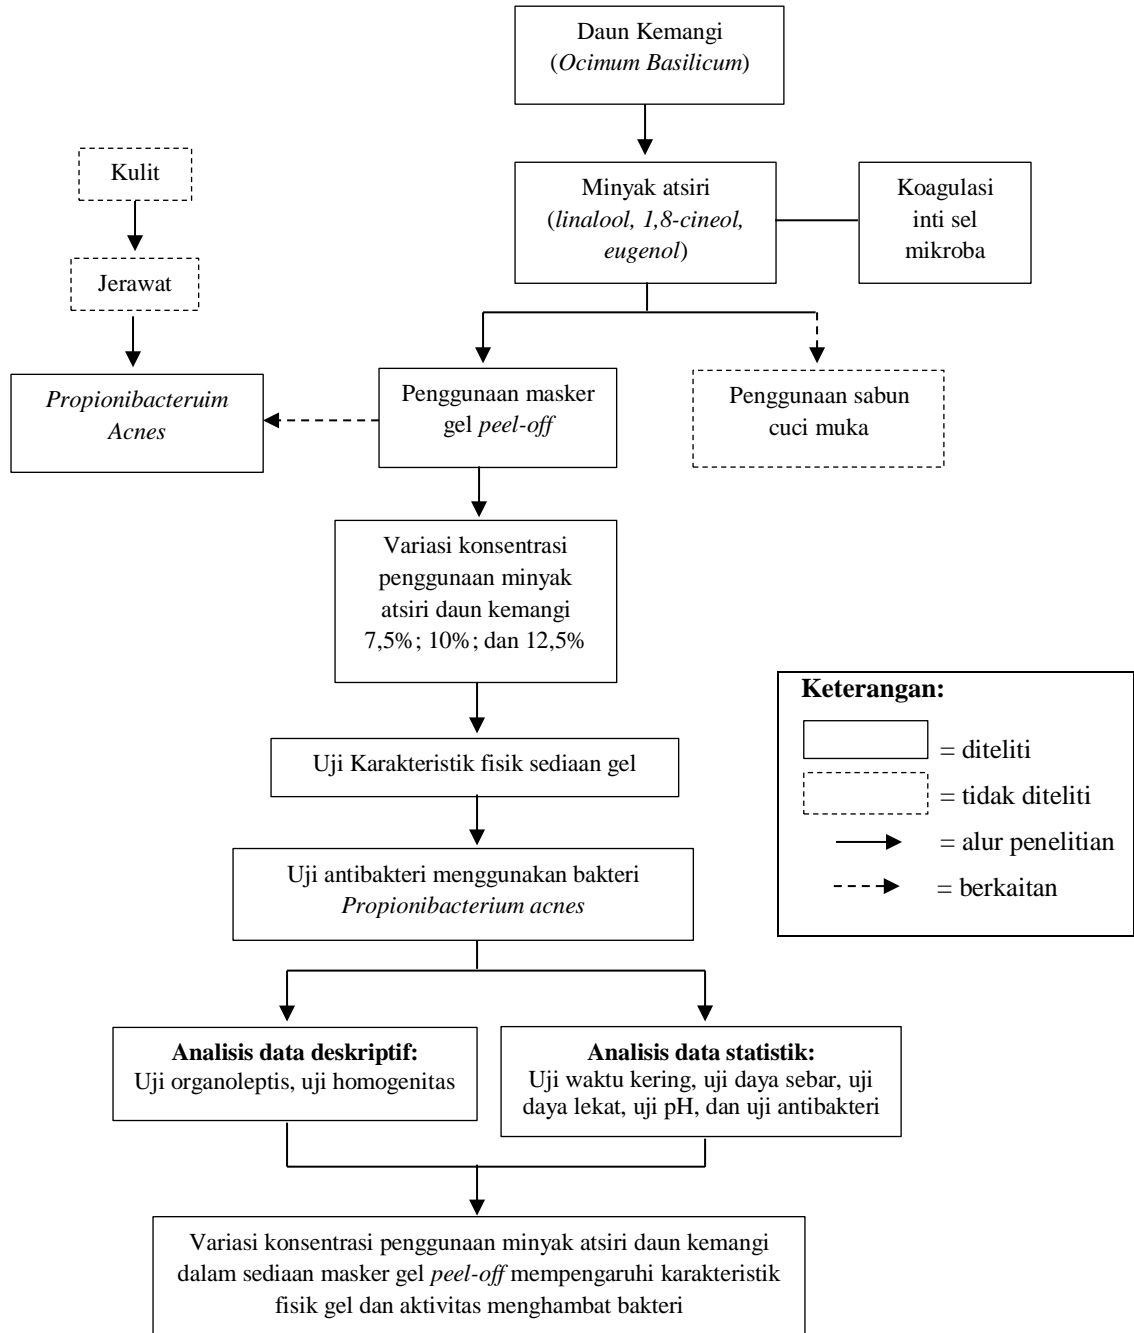 Daun Kemangi
(Ocimum Basilicum)
Kulit
Minyak atsiri
(linalool, 1,8-cineol,
eugenol)
Koagulasi
inti sel
mikroba
Jerawat
Propionibacteruim
Acnes
Penggunaan masker
gel peel-off
Penggunaan sabun
cuci muka
Variasi konsentrasi
penggunaan minyak
atsiri daun kemangi
7,5%; 10%; dan 12,5%
Keterangan:
= diteliti
= tidak diteliti
= alur penelitian
= berkaitan
Uji Karakteristik fisik sediaan gel
Uji antibakteri menggunakan bakteri
Propionibacterium acnes
Analisis data deskriptif:
Uji organoleptis, uji homogenitas
Analisis data statistik:
Uji waktu kering, uji daya sebar, uji
daya lekat, uji pH, dan uji antibakteri
Variasi konsentrasi penggunaan minyak atsiri daun kemangi
dalam sediaan masker gel peel-off mempengaruhi karakteristik
fisik gel dan aktivitas menghambat bakteri